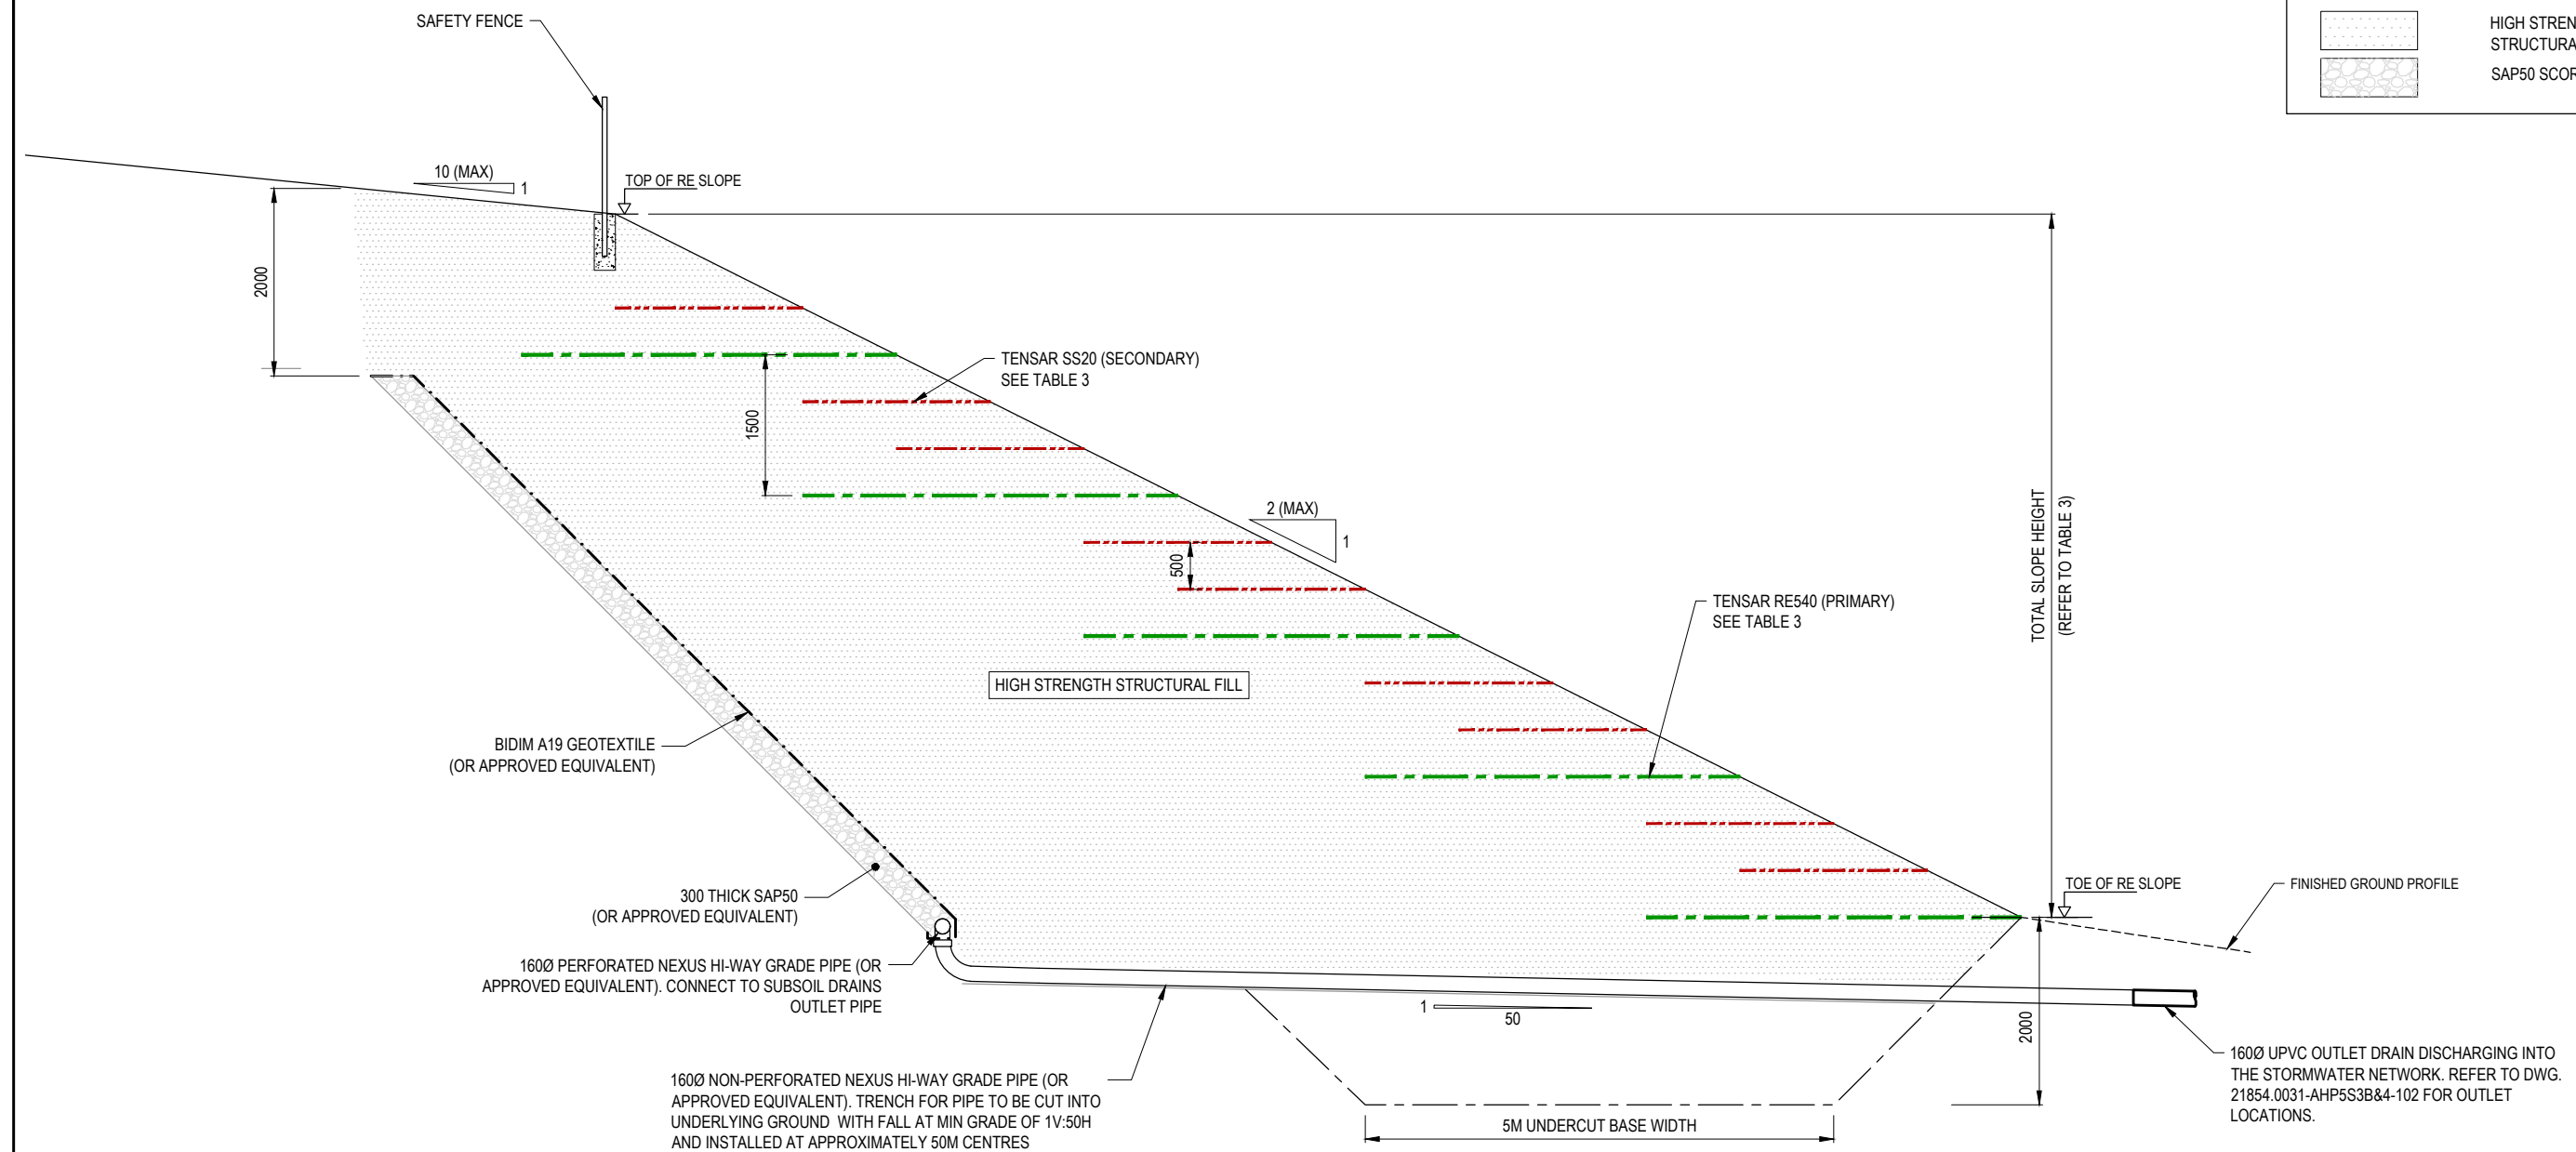 SAFETY FENCE
HIGH STREN
STRUCTURA
SAP50 SCOR
10 (MAX)
1
TOP OF RE SLOPE
2000
TENSAR SS20 (SECONDARY)
SEE TABLE 3
1500
2 (MAX)
1
500
TOTAL SLOPE HEIGHT
(REFER TO TABLE 3)
TENSAR RE540 (PRIMARY)
SEE TABLE 3
HIGH STRENGTH STRUCTURAL FILL
BIDIM A19 GEOTEXTILE
(OR APPROVED EQUIVALENT)
300 THICK SAP50
(OR APPROVED EQUIVALENT)
TOE OF RE SLOPE
FINISHED GROUND PROFILE
160Ø PERFORATED NEXUS HI-WAY GRADE PIPE (OR
APPROVED EQUIVALENT). CONNECT TO SUBSOIL DRAINS
OUTLET PIPE
1
50
2000
160Ø NON-PERFORATED NEXUS HI-WAY GRADE PIPE (OR
APPROVED EQUIVALENT). TRENCH FOR PIPE TO BE CUT INTO
UNDERLYING GROUND WITH FALL AT MIN GRADE OF 1V:50H
AND INSTALLED AT APPROXIMATELY 50M CENTRES
5M UNDERCUT BASE WIDTH
160Ø UPVC OUTLET DRAIN DISCHARGING INTO
THE STORMWATER NETWORK. REFER TO DWG.
21854.0031-AHP5S3B&4-102 FOR OUTLET
LOCATIONS.